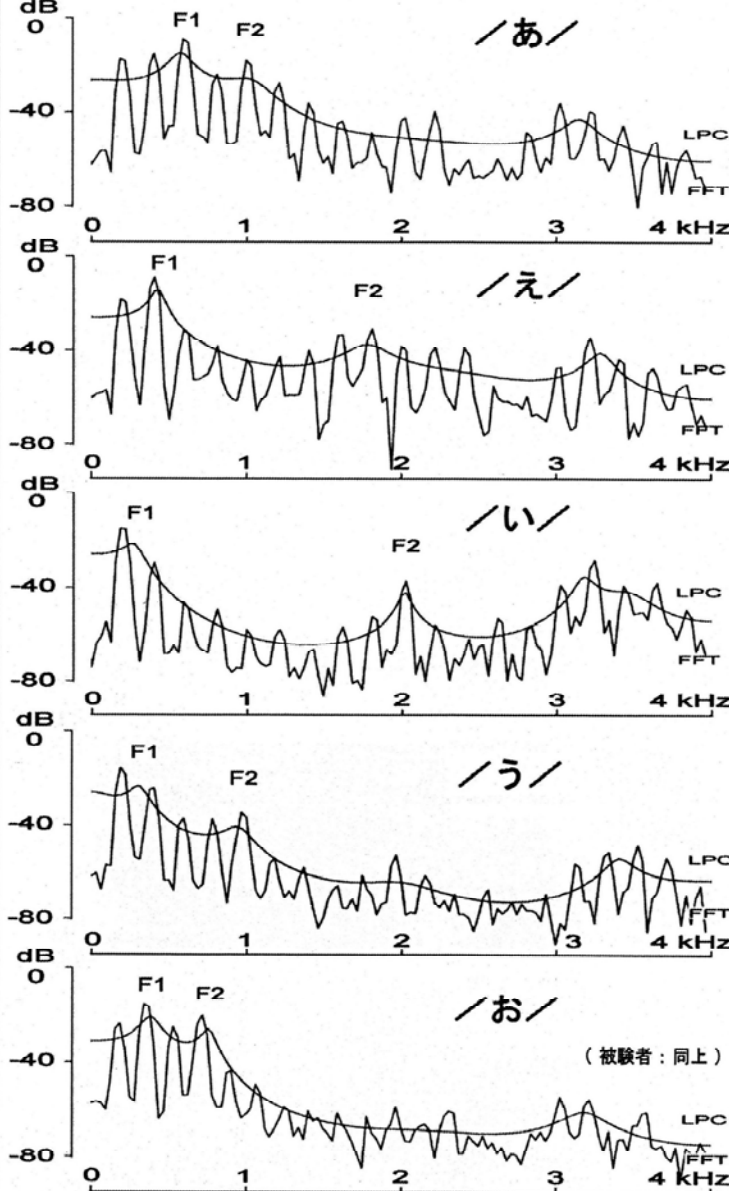 dB
F1 F2 ／あ／
0
-40
LPC
-80 FFT
0 1 2 3 4 kHz
dB
F1 F2 ／え／
0
-40
LPC
FFT
-80
0 1 2 3 4 kHz
dB
0 F1 F2 ／い／
-40
LPC
FFT
-80
0 1 2 3 4 kHz
dB
0 F1 F2 ／う／
-40
LPC
-80 FFT
0 1 2 3 4 kHz
dB
0 F1 F2 ／お／
（ 被験者：同上 ）
-40
LPC
-80 FFT
0 1 2 3 4 kHz